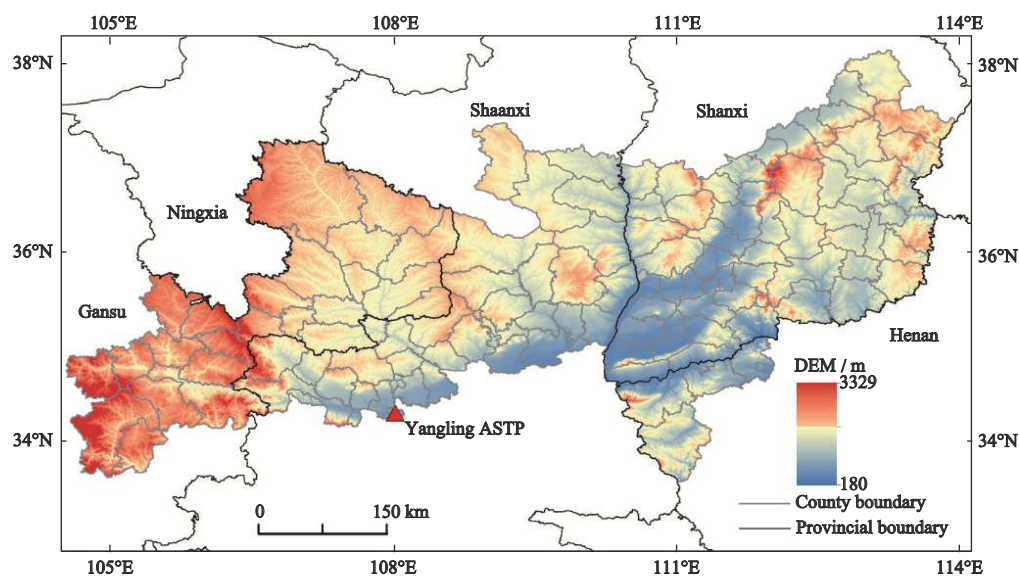 105°E 108°E 111°E 114°E
38°N 38°N
Shaanxi Shanxi
Ningxia
36°N 36°N
Gansu
Henan
DEM / m
3329
34°N Yangling ASTP 34°N
180
County boundary
0 150 km
Provincial boundary
105°E 108°E 111°E 114°E